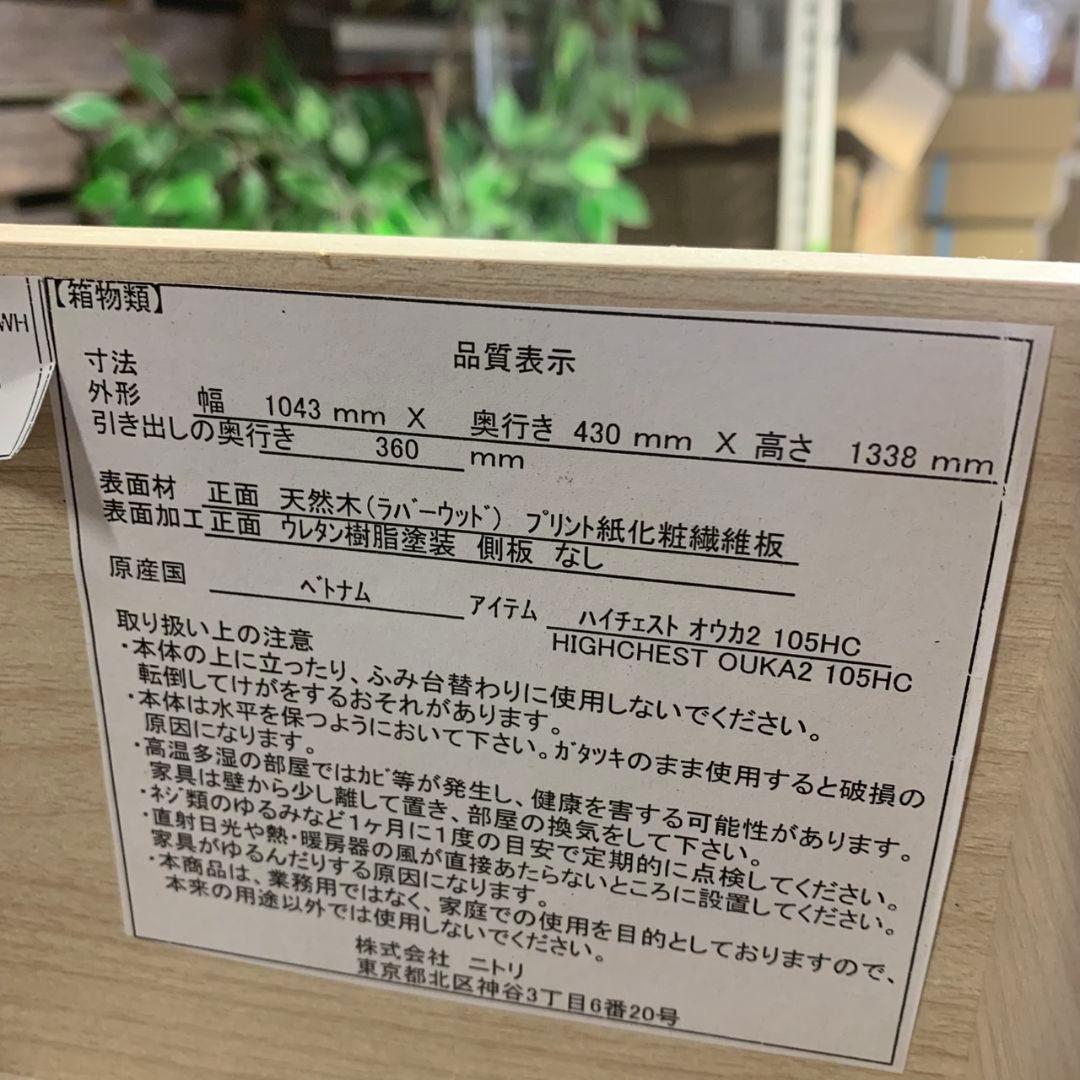 WH
【箱物類】
品質表示
寸法
外形 幅 1043 mm X 奥行き 430 mm X 高さ 1338 mm
引き出しの奥行き 360 mm
表面材 正面 天然木(ラバーウッド) プリント紙化粧繊維板
表面加工 正面 ウレタン樹脂塗装 側板 なし
原産国 ベトナム アイテム ハイチェスト オウカ2 105HC
HIGHCHEST OUKA2 105HC
取り扱い上の注意
・本体の上に立ったり、ふみ台替わりに使用しないでください。
転倒してけがをするおそれがあります。
・本体は水平を保つようにおいて下さい。ガタツキのまま使用すると破損の
原因になります。
・高温多湿の部屋ではカビ等が発生し、健康を害する可能性があります。
家具は壁から少し離して置き、部屋の換気をして下さい。
・ネジ類のゆるみなど1ヶ月に1度の目安で定期的に点検してください。
・直射日光や熱・暖房器の風が直接あたらないところに設置してください。
家具がゆるんだりする原因になります。
・本商品は、業務用ではなく、家庭での使用を目的としておりますので、
本来の用途以外では使用しないでください。
株式会社 ニトリ
東京都北区神谷3丁目6番20号